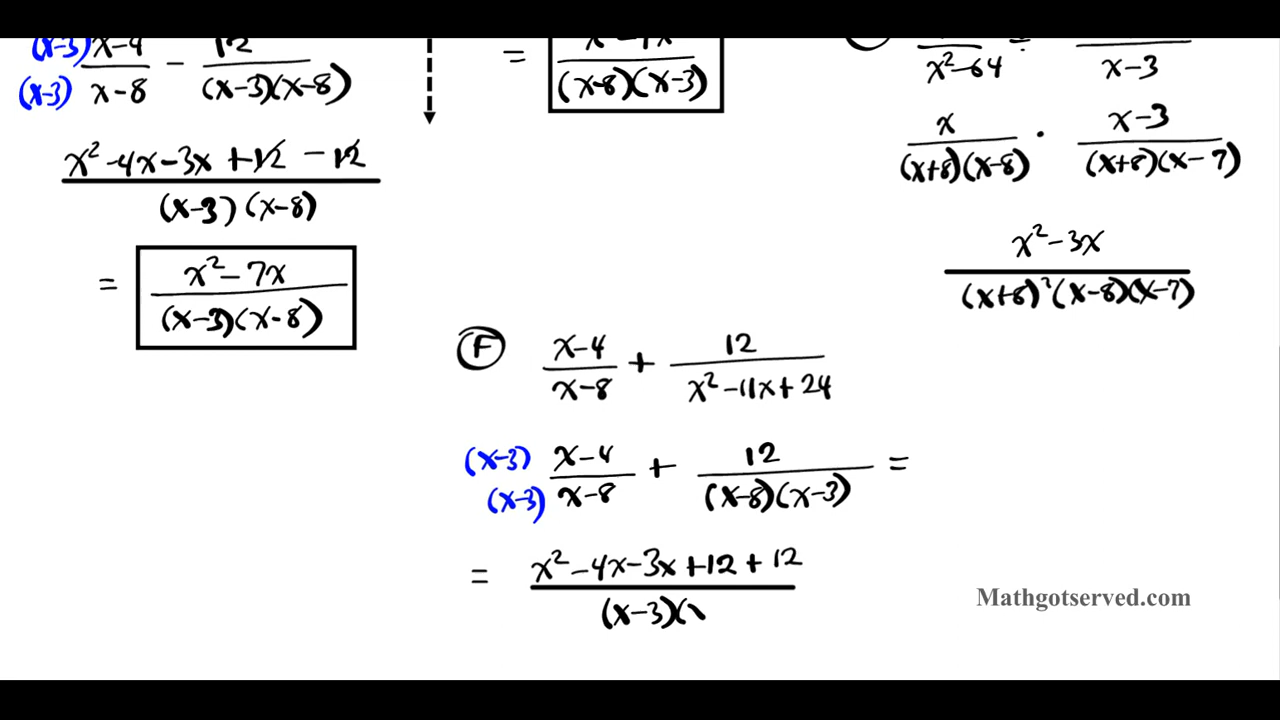 (x-3) x-4 / (x-3) x-8 - 12 / (x-3)(x-8)
x² -4x-3x +12 -12 / (x-3)(x-8)
= x² - 7x / (x-3)(x-8)
= / (x-8)(x-3)
Ⓕ x-4 / x-8 + 12 / x² -11x+24
(x-3) x-4 / (x-3) x-8 + 12 / (x-8)(x-3) =
= x² -4x-3x+12+12 / (x-3)(
x² -64 ÷ / x-3
x / (x+8)(x-8) · x-3 / (x+8)(x-7)
x² -3x / (x+8)²(x-8)(x-7)
Mathgotserved.com